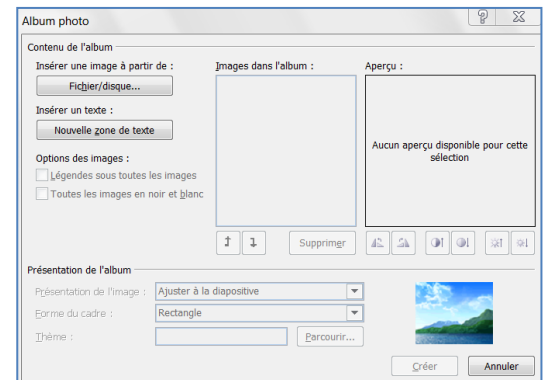 Album photo
Contenu de l'album
Insérer une image à partir de :
Fichier/disque...
Insérer un texte :
Nouvelle zone de texte
Options des images :
Légendes sous toutes les images
Toutes les images en noir et blanc
Images dans l'album :
Supprimer
Aperçu :
Aucun aperçu disponible pour cette
sélection
Présentation de l'album
Présentation de l'image :
Ajuster à la diapositive
Forme du cadre :
Rectangle
Thème :
Parcourir...
Créer
Annuler